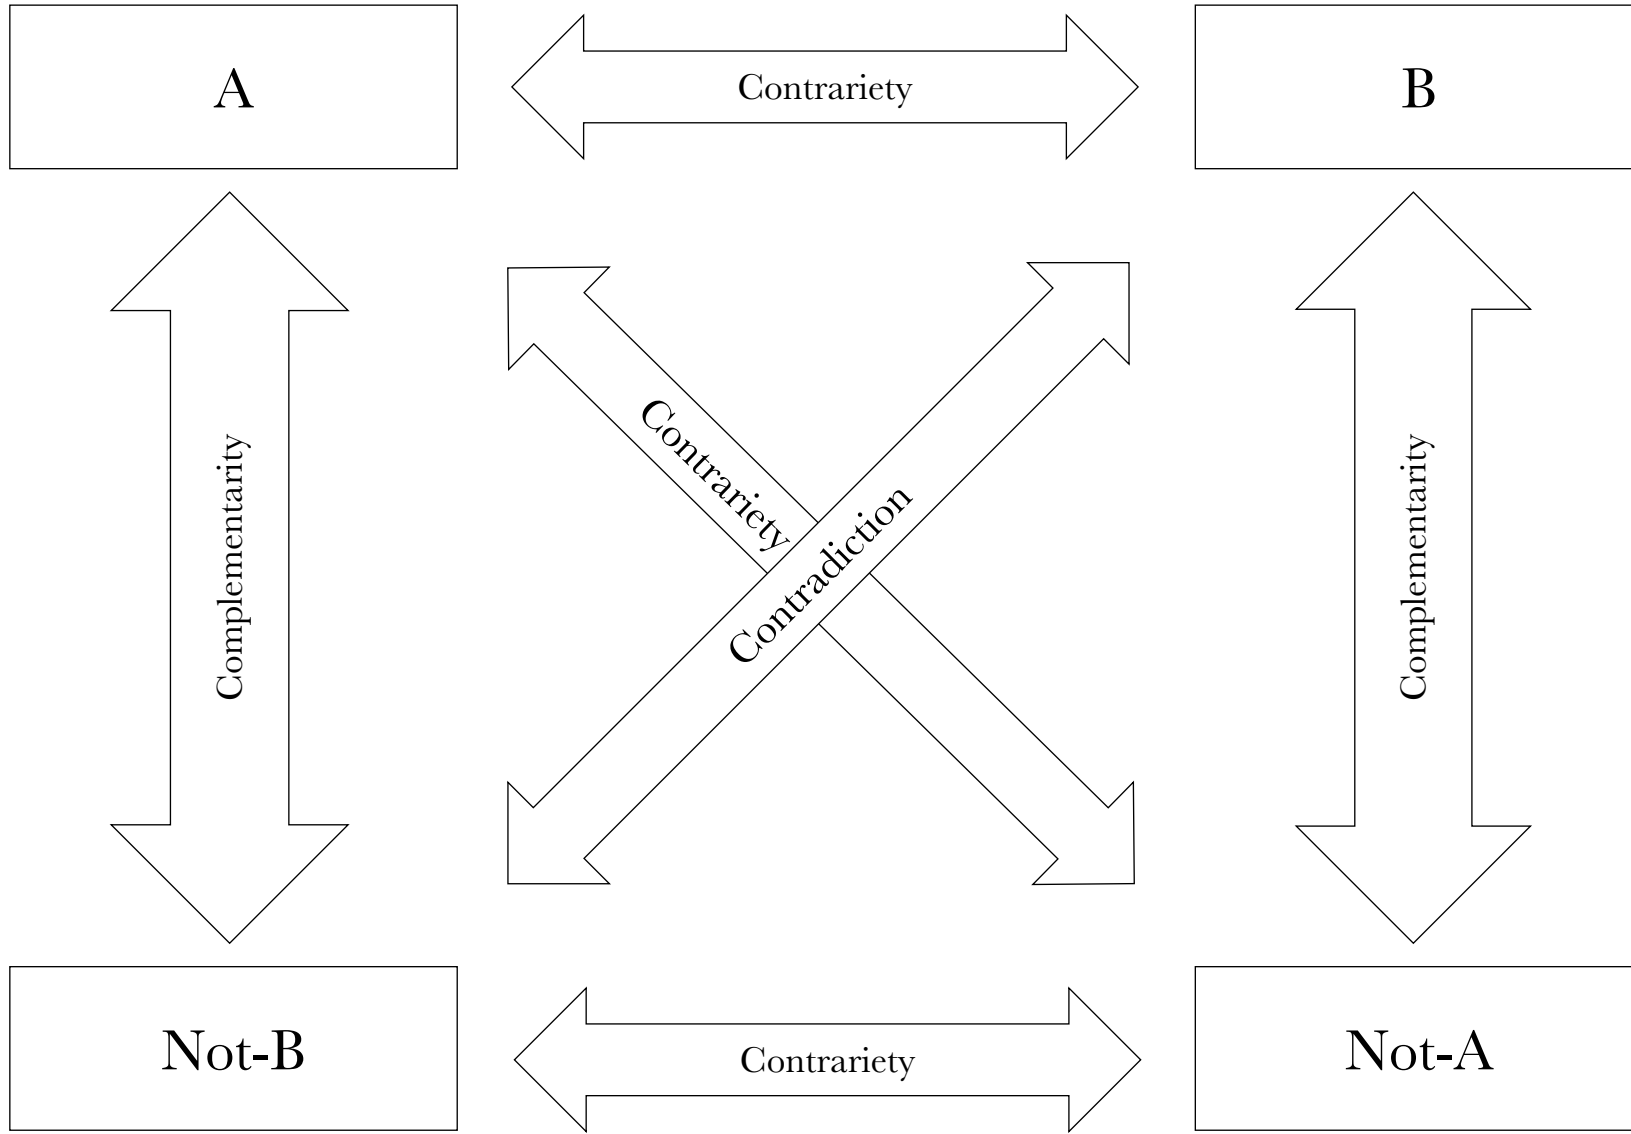 A
Contrariety
B
Complementarity
Contrariety
Contradiction
Complementarity
Not-B
Contrariety
Not-A